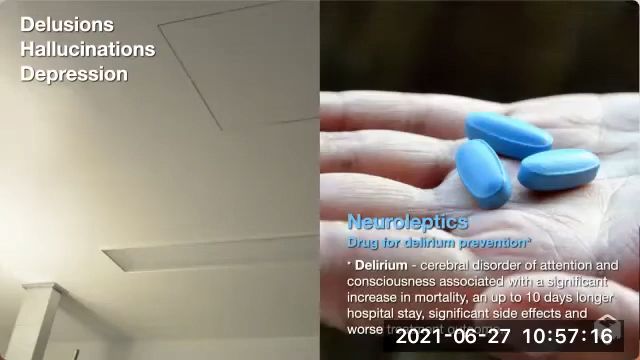 Delusions
Hallucinations
Depression
Neuroleptics
Drug for delirium prevention*
* Delirium - cerebral disorder of attention and
consciousness associated with a significant
increase in mortality, an up to 10 days longer
hospital stay, significant side effects and
worse treatment outcome
2021-06-27 10:57:16